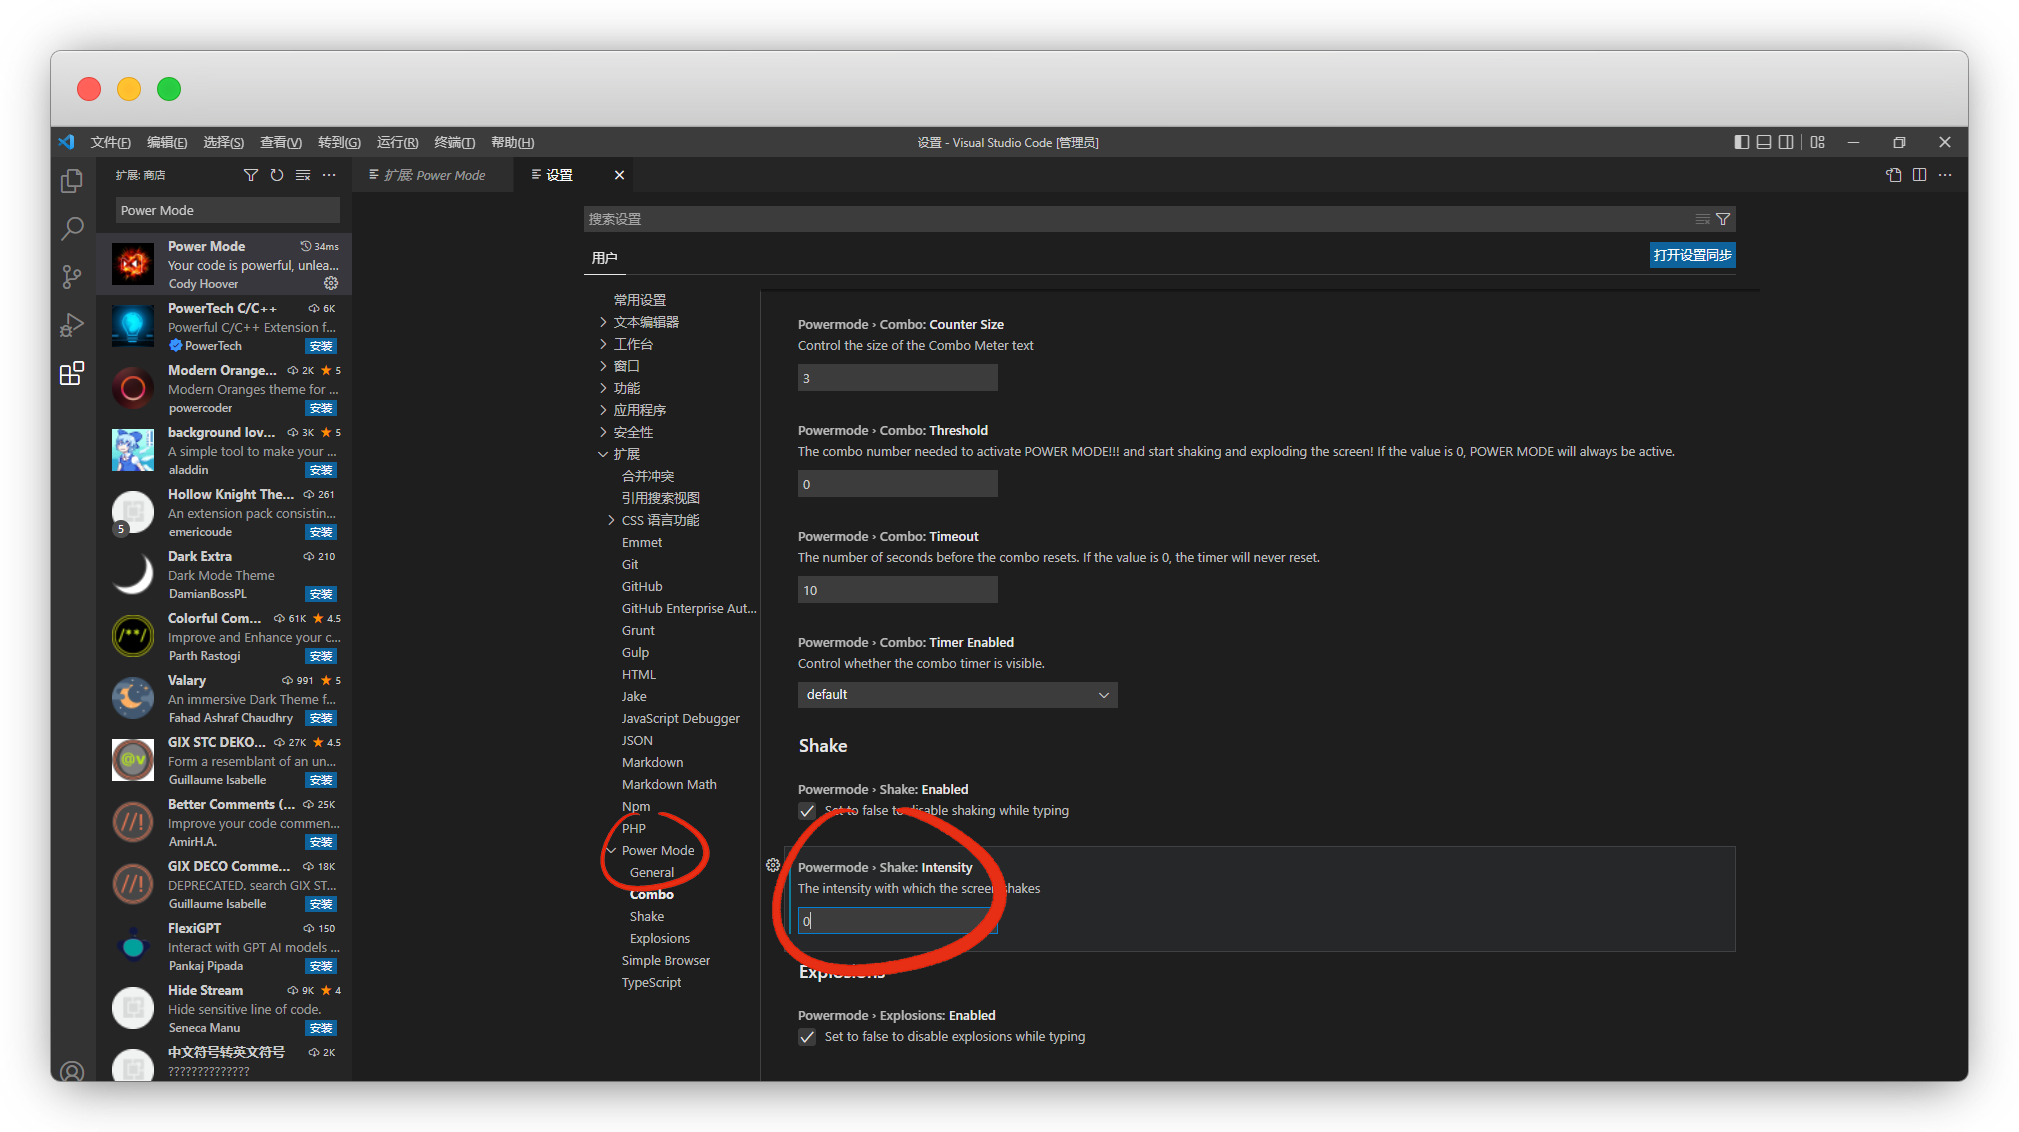 文件(F) 编辑(E) 选择(S) 查看(V) 转到(G) 运行(R) 终端(T) 帮助(H)
设置 - Visual Studio Code [管理员]
扩展: 商店
扩展: Power Mode
设置
Power Mode
Power Mode 34ms
Your code is powerful, unlea...
Cody Hoover
PowerTech C/C++ 6K
Powerful C/C++ Extension f...
PowerTech 安装
Modern Orange... 2K 5
Modern Oranges theme for ...
powercoder 安装
background lov... 3K 5
A simple tool to make your ...
aladdin 安装
Hollow Knight The... 261
An extension pack consistin...
5
emericoude 安装
Dark Extra 210
Dark Mode Theme
DamianBossPL 安装
Colorful Com... 61K 4.5
/**/
Improve and Enhance your c...
Parth Rastogi 安装
Valary 991 5
An immersive Dark Theme f...
Fahad Ashraf Chaudhry 安装
GIX STC DEKO... 27K 4.5
@v
Form a resemblant of an un...
Guillaume Isabelle 安装
Better Comments (... 25K
//!
Improve your code commen...
AmirH.A. 安装
GIX DECO Comme... 18K
//!
DEPRECATED. search GIX ST...
Guillaume Isabelle 安装
FlexiGPT 150
Interact with GPT AI models ...
Pankaj Pipada 安装
Hide Stream 9K 4
Hide sensitive line of code.
Seneca Manu 安装
中文符号转英文符号 2K
??????????????
搜索设置
用户
打开设置同步
常用设置
文本编辑器
工作台
窗口
功能
应用程序
安全性
扩展
合并冲突
引用搜索视图
CSS 语言功能
Emmet
Git
GitHub
GitHub Enterprise Aut...
Grunt
Gulp
HTML
Jake
JavaScript Debugger
JSON
Markdown
Markdown Math
Npm
PHP
Power Mode
General
Combo
Shake
Explosions
Simple Browser
TypeScript
Powermode › Combo: Counter Size
Control the size of the Combo Meter text
3
Powermode › Combo: Threshold
The combo number needed to activate POWER MODE!!! and start shaking and exploding the screen! If the value is 0, POWER MODE will always be active.
0
Powermode › Combo: Timeout
The number of seconds before the combo resets. If the value is 0, the timer will never reset.
10
Powermode › Combo: Timer Enabled
Control whether the combo timer is visible.
default
Shake
Powermode › Shake: Enabled
Set to false to disable shaking while typing
Powermode › Shake: Intensity
The intensity with which the screen shakes
0
Explosions
Powermode › Explosions: Enabled
Set to false to disable explosions while typing